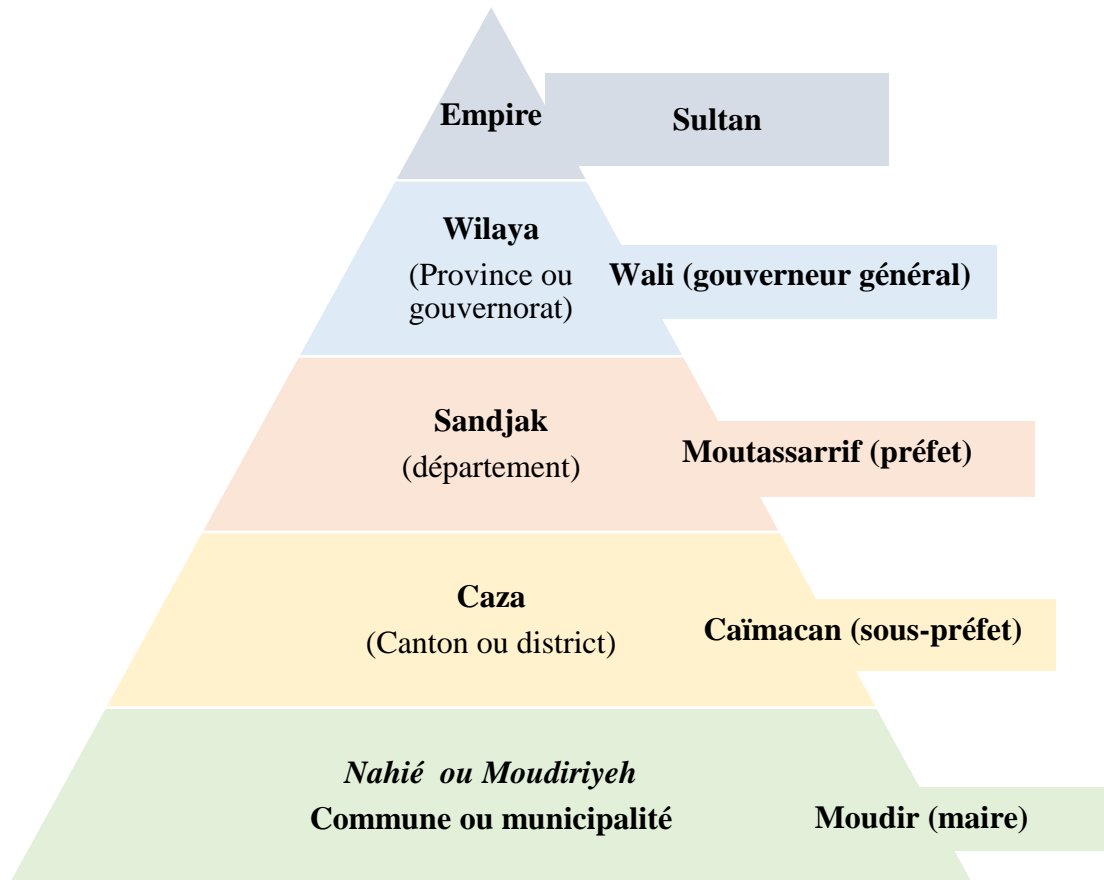 Empire
Sultan
Wilaya
(Province ou
gouvernorat)
Wali (gouverneur général)
Sandjak
(département)
Moutassarrif (préfet)
Caza
(Canton ou district)
Caïmacan (sous-préfet)
Nahié ou Moudiriyeh
Commune ou municipalité
Moudir (maire)